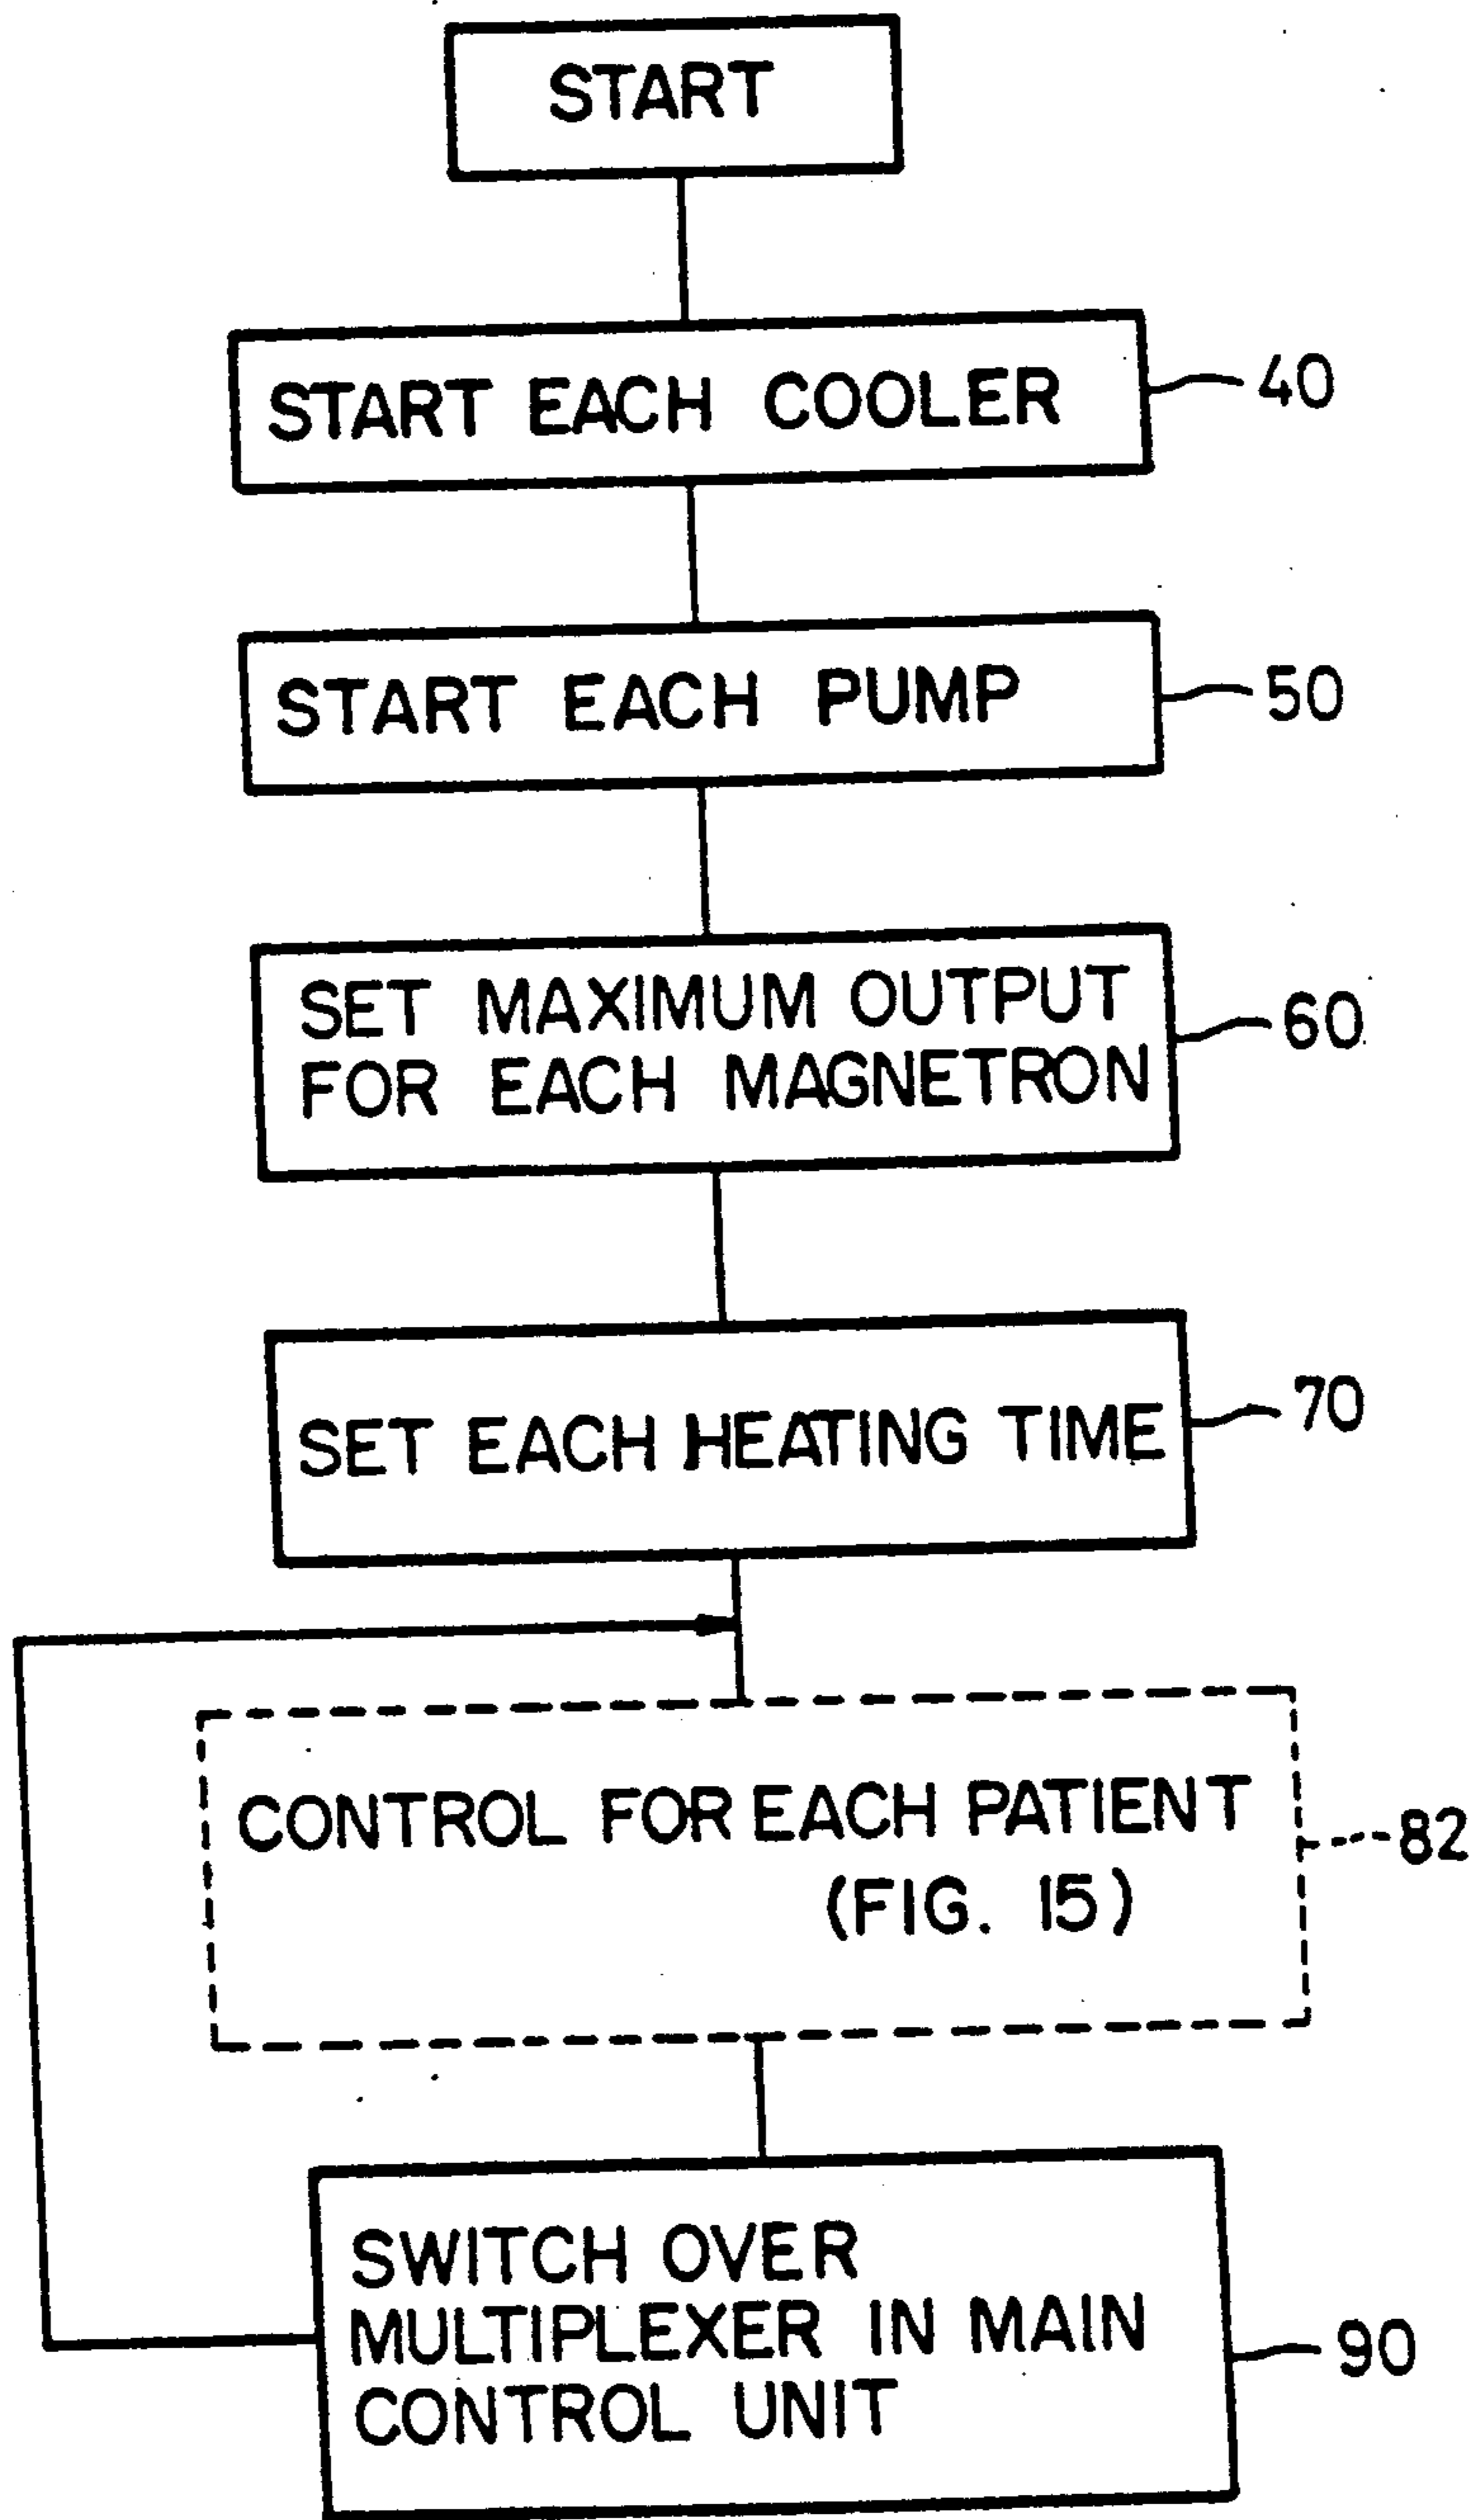 START
START EACH COOLER
40
START EACH PUMP
50
SET MAXIMUM OUTPUT
FOR EACH MAGNETRON
60
SET EACH HEATING TIME
70
CONTROL FOR EACH PATIENT
(FIG. 15)
82
SWITCH OVER
MULTIPLEXER IN MAIN
CONTROL UNIT
90